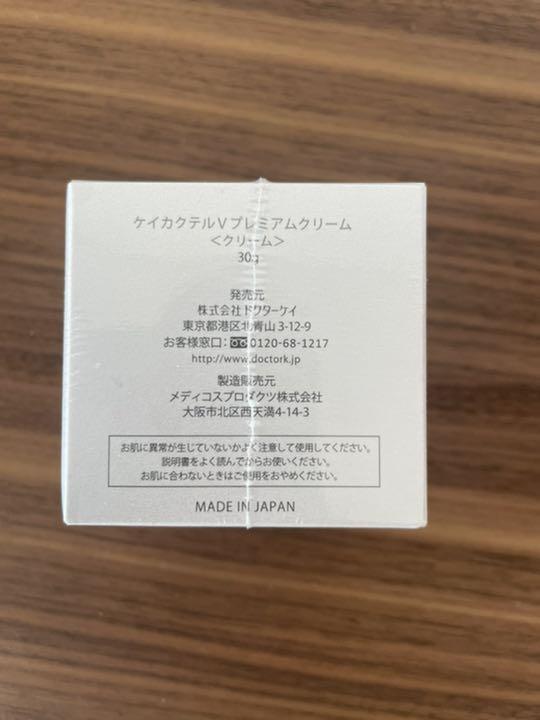 ケイカクテルVプレミアムクリーム
＜クリーム＞
30g
発売元
株式会社ドクターケイ
東京都港区北青山3-12-9
お客様窓口：0120-68-1217
http://www.doctork.jp
製造販売元
メディコスプロダクツ株式会社
大阪市北区西天満4-14-3
お肌に異常が生じていないかよく注意して使用してください。
説明書をよく読んでからお使いください。
お肌に合わないときはご使用をおやめください。
MADE IN JAPAN